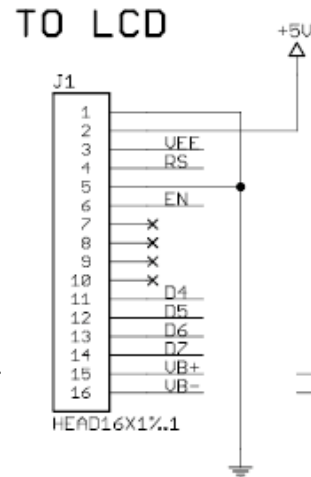 TO LCD
+5V
J1
1
2
3 VEE
4 RS
5
6 EN
7
8
9
10
11 D4
12 D5
13 D6
14 D7
15 VB+
16 VB-
HEAD16X1%.1